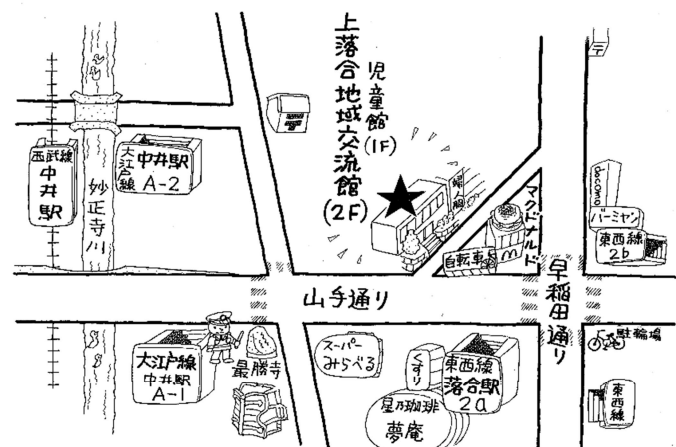 上落合地域交流館
(2F)
児童館
(1F)
西武線
中井駅
大江戸線
中井駅
A-2
妙正寺川
マクドナルド
自転車
m
docomo
バーミヤン
東西線
2b
山手通り
早稲田通り
大江戸線
中井駅
A-1
最勝寺
スーパー
みらべる
くすり
東西線
落合駅
2a
星乃珈琲
夢庵
駐輪場
東西線
〒